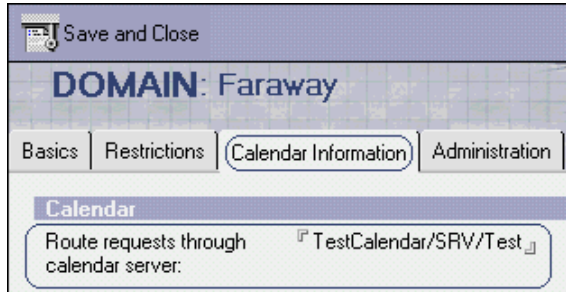 Save and Close
DOMAIN: Faraway
Basics Restrictions Calendar Information Administration
Calendar
Route requests through TestCalendar/SRV/Test
calendar server: